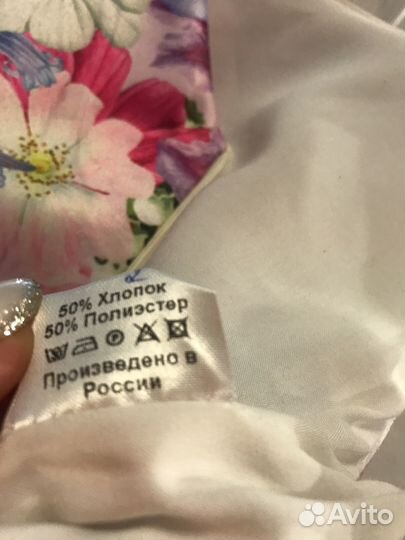 50% Хлопок
50% Полиэстер
Произведено в
России
Avito